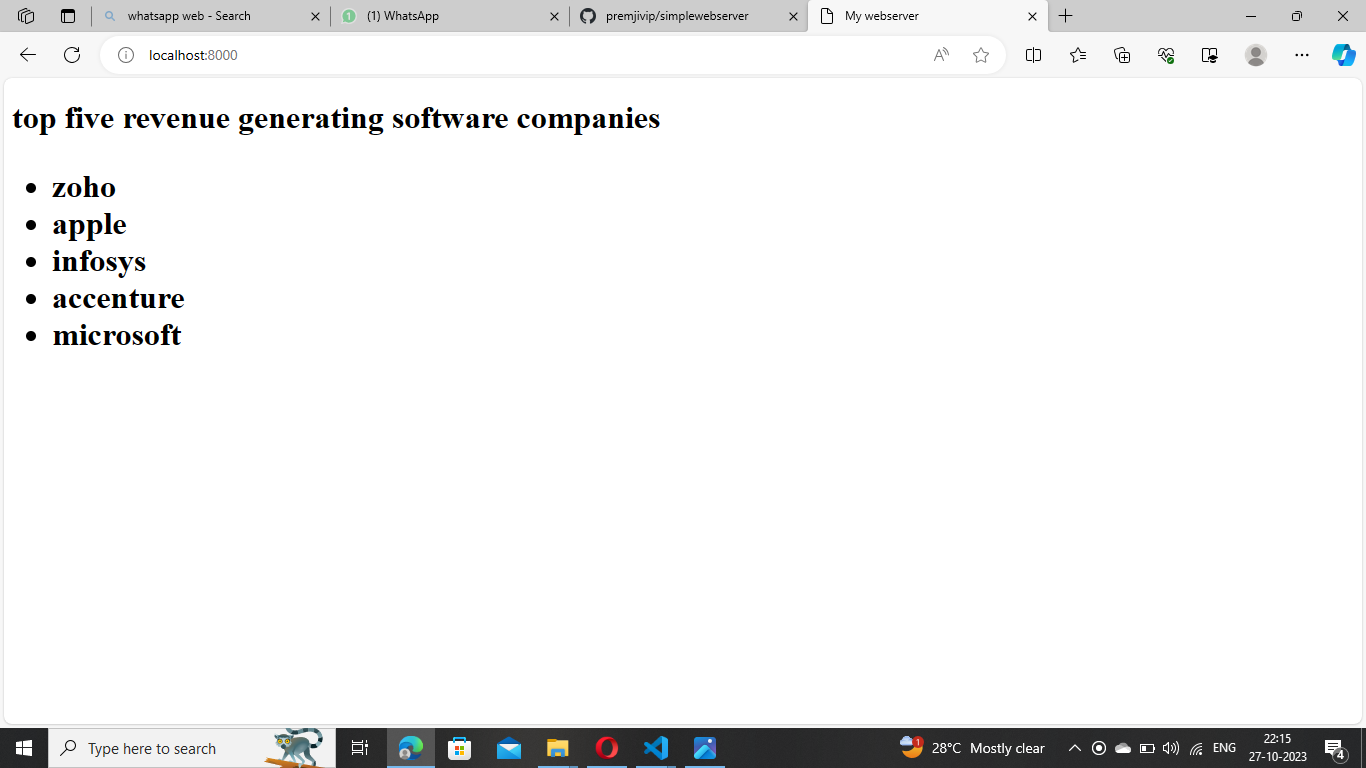 whatsapp web - Search
(1) WhatsApp
premjivip/simplewebserver
My webserver
localhost:8000
top five revenue generating software companies
zoho
apple
infosys
accenture
microsoft
Type here to search
1
28°C Mostly clear
ENG
22:15
27-10-2023
4